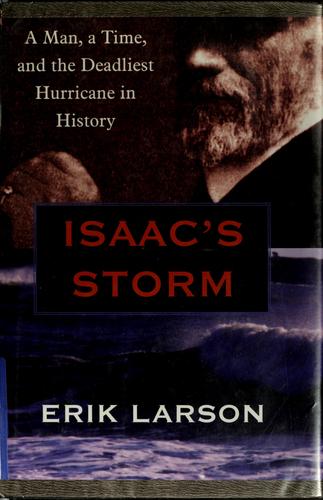 A Man, a Time,
and the Deadliest
Hurricane in
History
ISAAC'S
STORM
ERIK LARSON